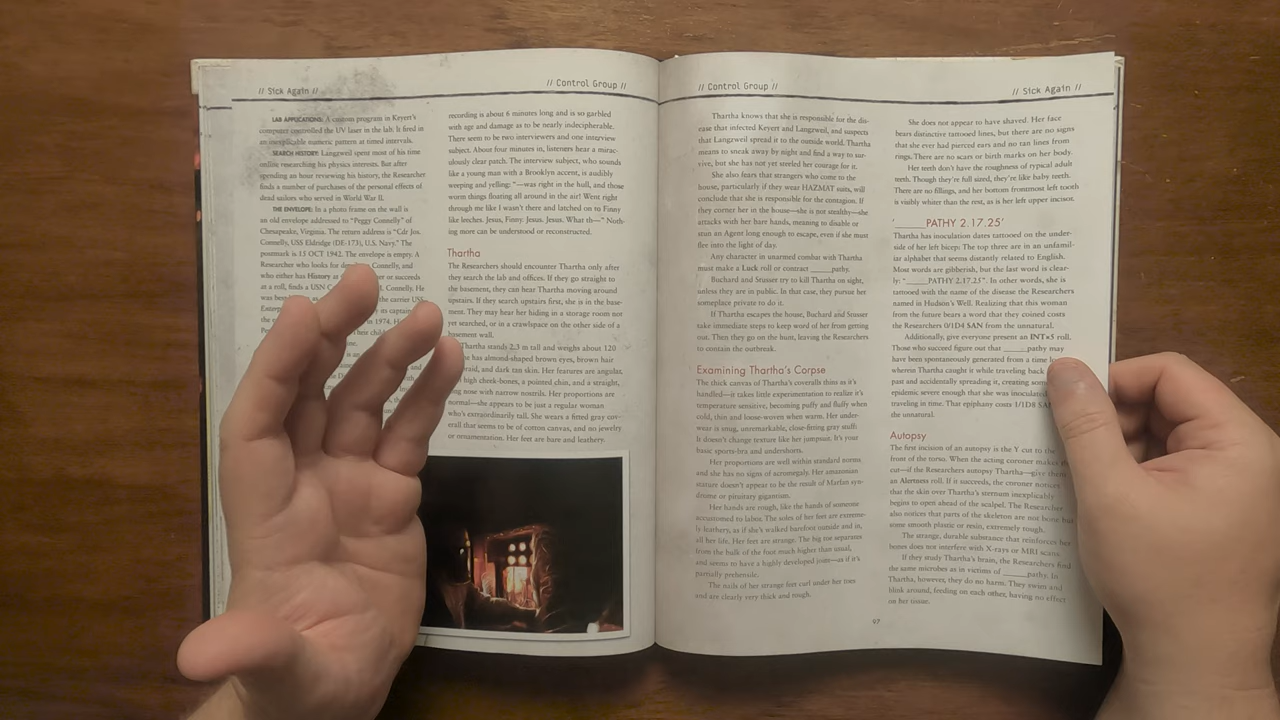 // Sick Again //
// Control Group //
LAB APPLICATIONS: A custom program in Keyert's
computer controlled the UV laser in the lab. It fired in
an inexplicable numeric pattern at timed intervals.
SEARCH HISTORY: Langzweil spent most of his time
online researching his physics interests. But after
spending an hour reviewing his history, the Researcher
finds a number of purchases of the personal effects of
dead sailors who served in World War II.
THE ENVELOPE: In a photo frame on the wall is
an old envelope addressed to "Peggy Connelly" of
Chesapeake, Virginia. The return address is "Cdr Jos.
Connelly, USS Eldridge (DE-173), U.S. Navy." The
postmark is 15 OCT 1942. The envelope is empty. A
Researcher who looks for Connelly, and
who either has History at or succeeds
at a roll, finds a USN Connelly. He
was the carrier USS
its captain
in 1974.
recording is about 6 minutes long and is so garbled
with age and damage as to be nearly indecipherable.
There seem to be two interviewers and one interview
subject. About four minutes in, listeners hear a mirac-
ulously clear patch. The interview subject, who sounds
like a young man with a Brooklyn accent, is audibly
weeping and yelling: "—was right in the hull, and those
worm things floating all around in the air! Went right
through me like I wasn't there and latched on to Finny
like leeches. Jesus, Finny. Jesus. Jesus. What th—" Noth-
ing more can be understood or reconstructed.
Thartha
The Researchers should encounter Thartha only after
they search the lab and offices. If they go straight to
the basement, they can hear Thartha moving around
upstairs. If they search upstairs first, she is in the base-
ment. They may hear her hiding in a storage room not
yet searched, or in a crawlspace on the other side of a
basement wall.
Thartha stands 2.3 m tall and weighs about 120
has almond-shaped brown eyes, brown hair
braid, and dark tan skin. Her features are angular,
high cheek-bones, a pointed chin, and a straight,
nose with narrow nostrils. Her proportions are
normal—she appears to be just a regular woman
who's extraordinarily tall. She wears a fitted gray cov-
erall that seems to be of cotton canvas, and no jewelry
or ornamentation. Her feet are bare and leathery.
// Control Group //
// Sick Again //
Thartha knows that she is responsible for the dis-
ease that infected Keyert and Langzweil, and suspects
that Langzweil spread it to the outside world. Thartha
means to sneak away by night and find a way to sur-
vive, but she has not yet steeled her courage for it.
She also fears that strangers who come to the
house, particularly if they wear HAZMAT suits, will
conclude that she is responsible for the contagion. If
they corner her in the house—she is not stealthy—she
attacks with her bare hands, meaning to disable or
stun an Agent long enough to escape, even if she must
flee into the light of day.
Any character in unarmed combat with Thartha
must make a Luck roll or contract _____pathy.
Buchard and Strasser try to kill Thartha on sight,
unless they are in public. In that case, they pursue her
someplace private to do it.
If Thartha escapes the house, Buchard and Strasser
take immediate steps to keep word of her from getting
out. Then they go on the hunt, leaving the Researchers
to contain the outbreak.
Examining Thartha's Corpse
The thick canvas of Thartha's coveralls thins as it's
handled—it takes little experimentation to realize it's
temperature sensitive, becoming puffy and fluffy when
cold, thin and loose-woven when warm. Her under-
wear is snug, unremarkable, close-fitting gray stuff:
It doesn't change texture like her jumpsuit. It's your
basic sports-bra and undershorts.
Her proportions are well within standard norms
and she has no signs of acromegaly. Her amazonian
stature doesn't appear to be the result of Marfan syn-
drome or pituitary gigantism.
Her hands are rough, like the hands of someone
accustomed to labor. The soles of her feet are extreme-
ly leathery, as if she's walked barefoot outside and in,
all her life. Her feet are strange. The big toe separates
from the bulk of the foot much higher than usual,
and seems to have a highly developed joint—as if it's
partially prehensile.
The nails of her strange feet curl under her toes
and are clearly very thick and rough.
She does not appear to have shaved. Her face
bears distinctive tattooed lines, but there are no signs
that she ever had pierced ears and no tan lines from
rings. There are no scars or birth marks on her body.
Her teeth don't have the roughness of typical adult
teeth. Though they're full sized, they're like baby teeth.
There are no fillings, and her bottom frontmost left tooth
is visibly whiter than the rest, as is her left upper incisor.
'_____PATHY 2.17.25'
Thartha has inoculation dates tattooed on the under-
side of her left bicep: The top three are in an unfamil-
iar alphabet that seems distantly related to English.
Most words are gibberish, but the last word is clear-
ly: "_____PATHY 2.17.25". In other words, she is
tattooed with the name of the disease the Researchers
named in Hudson's Well. Realizing that this woman
from the future bears a word that they coined costs
the Researchers 0/1D4 SAN from the unnatural.
Additionally, give everyone present an INT×5 roll.
Those who succeed figure out that _____pathy may
have been spontaneously generated from a time loop
wherein Thartha caught it while traveling back
past and accidentally spreading it, creating some
epidemic severe enough that she was inoculated
traveling in time. That epiphany costs 1/1D8 SAN
the unnatural.
Autopsy
The first incision of an autopsy is the Y cut to the
front of the torso. When the acting coroner makes the
cut—if the Researchers autopsy Thartha—give them
an Alertness roll. If it succeeds, the coroner notices
that the skin over Thartha's sternum inexplicably
begins to open ahead of the scalpel. The Researcher
also notices that parts of the skeleton are not bone but
some smooth plastic or resin, extremely tough.
The strange, durable substance that reinforces her
bones does not interfere with X-rays or MRI scans.
If they study Thartha's brain, the Researchers find
the same microbes as in victims of _____pathy. In
Thartha, however, they do no harm. They swim and
blink around, feeding on each other, having no effect
on her tissue.
97